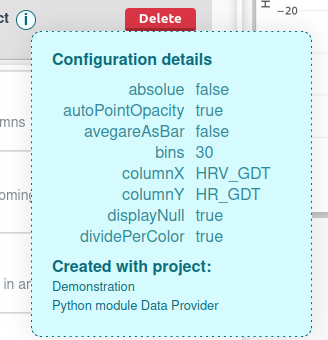 ct i Delete
H
−20
Configuration details
absolue false
autoPointOpacity true
avegareAsBar false
bins 30
columnX HRV_GDT
columnY HR_GDT
displayNull true
dividePerColor true
Created with project:
Demonstration
Python module Data Provider
mns
oming
in ar